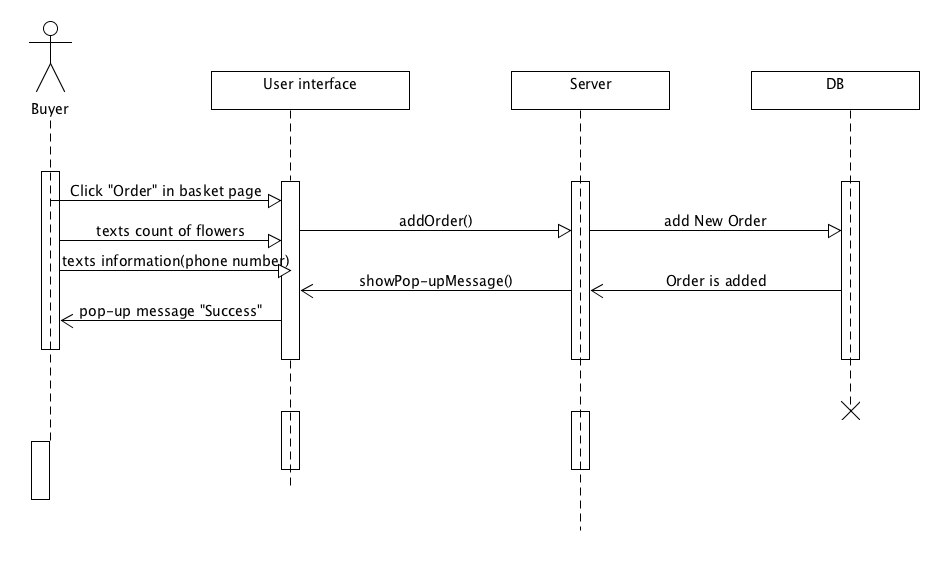 User interface
Server
DB
Buyer
Click "Order" in basket page
texts count of flowers
addOrder()
add New Order
texts information(phone number)
showPop-upMessage()
Order is added
pop-up message "Success"